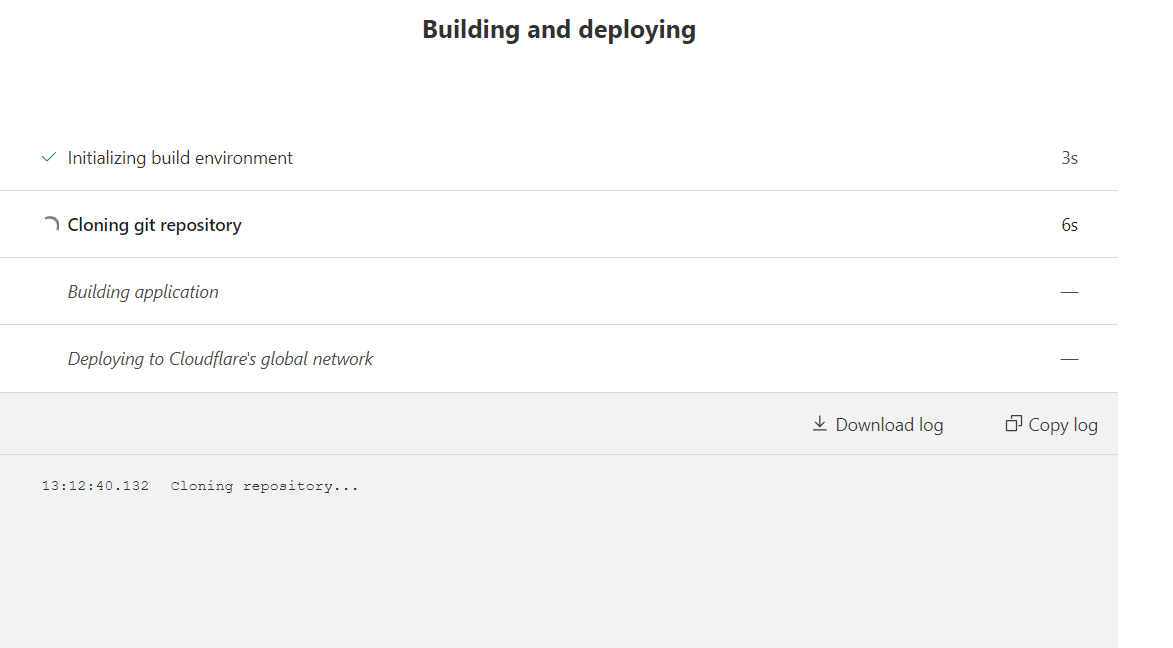 Building and deploying
Initializing build environment 3s
Cloning git repository 6s
Building application —
Deploying to Cloudflare's global network —
Download log Copy log
13:12:40.132 Cloning repository...